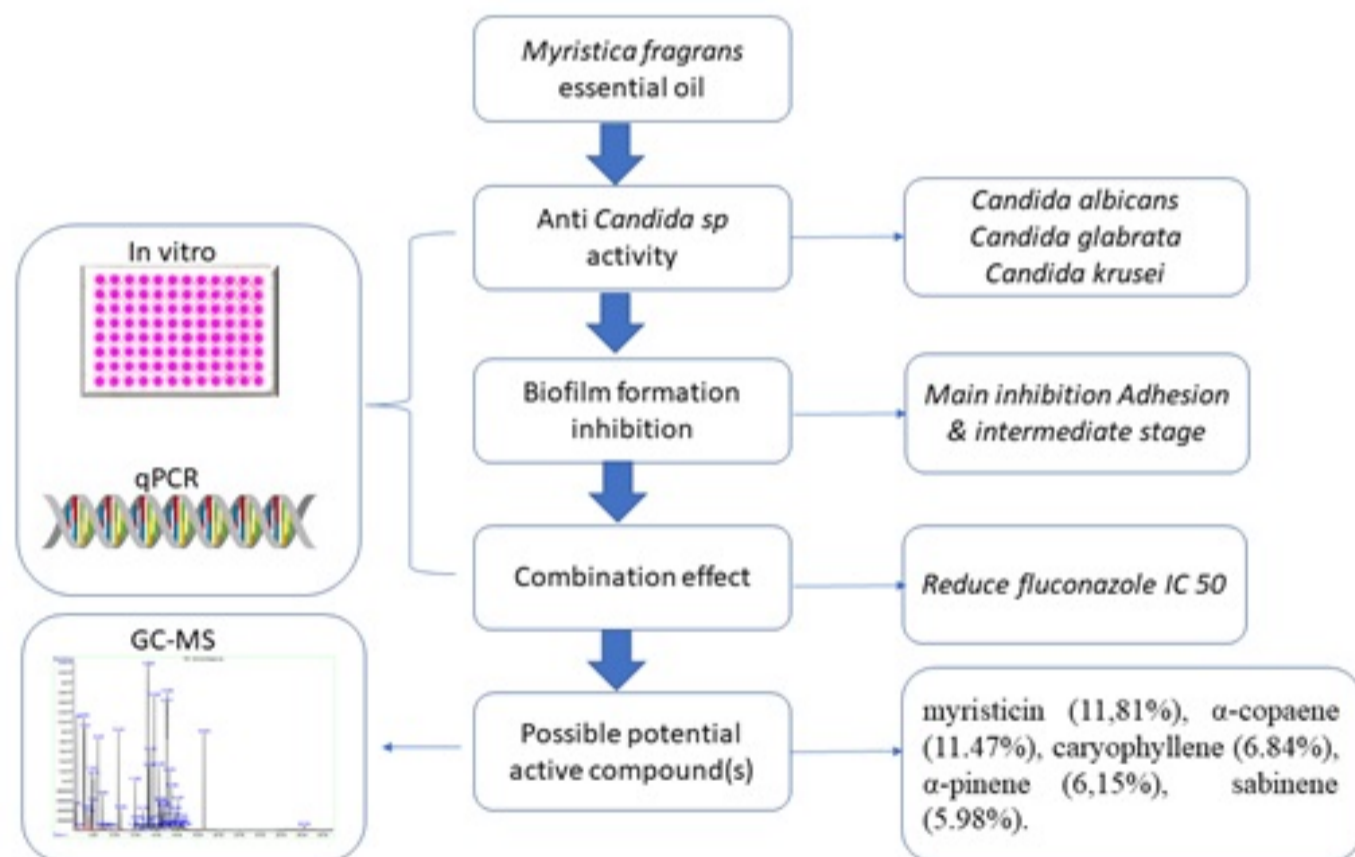 Myristica fragrans
essential oil
Anti Candida sp
activity
Candida albicans
Candida glabrata
Candida krusei
In vitro
Biofilm formation
inhibition
Main inhibition Adhesion
& intermediate stage
qPCR
Combination effect
Reduce fluconazole IC 50
GC-MS
Possible potential
active compound(s)
myristicin (11,81%), α-copaene
(11.47%), caryophyllene (6.84%),
α-pinene (6,15%), sabinene
(5.98%).